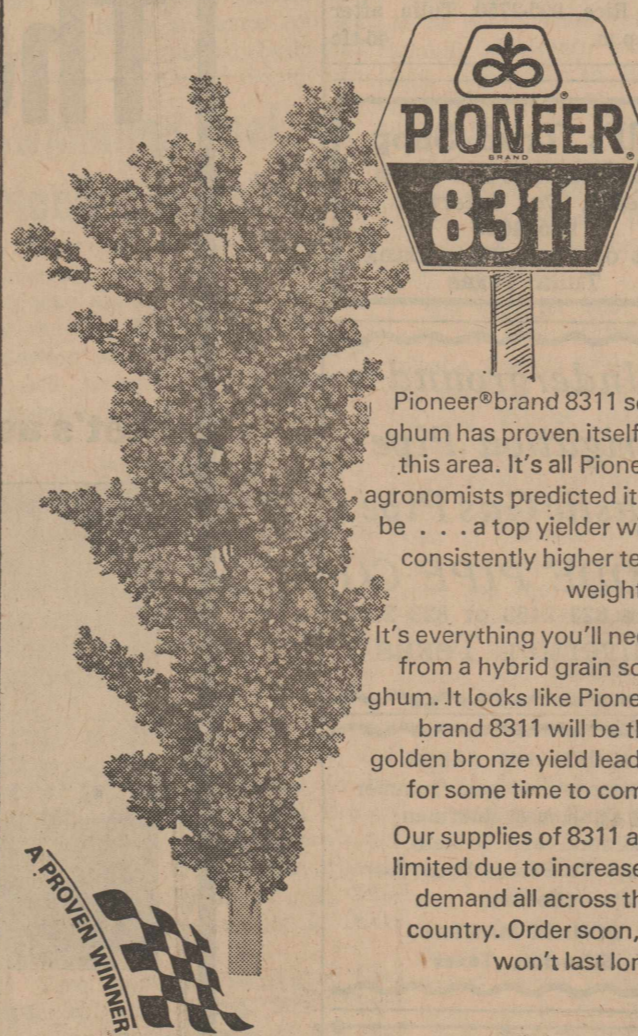 PIONEER®
BRAND
8311
Pioneer®brand 8311 so
ghum has proven itself
this area. It's all Pione
agronomists predicted it
be . . . a top yielder w
consistently higher te
weight
It's everything you'll nee
from a hybrid grain so
ghum. It looks like Pione
brand 8311 will be th
golden bronze yield lead
for some time to com
Our supplies of 8311 a
limited due to increase
demand all across th
country. Order soon,
won't last lon
A PROVEN WINNER